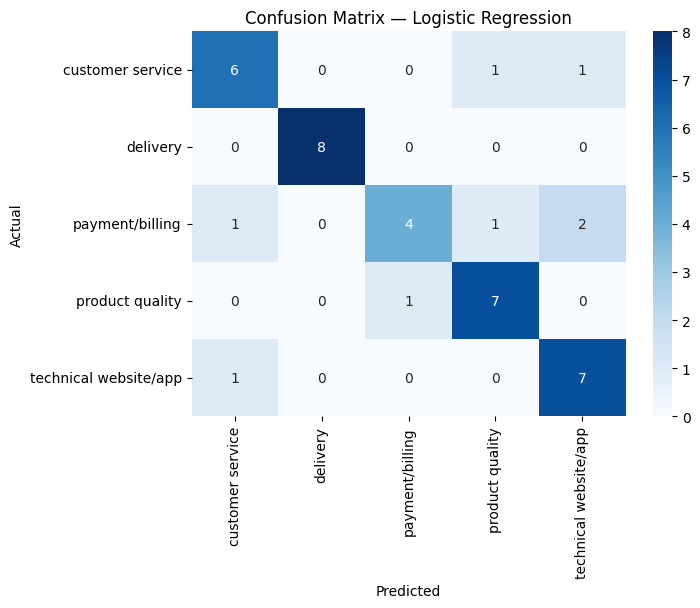 Confusion Matrix — Logistic Regression
Actual
customer service 6 0 0 1 1
delivery 0 8 0 0 0
payment/billing 1 0 4 1 2
product quality 0 0 1 7 0
technical website/app 1 0 0 0 7
customer service
delivery
payment/billing
product quality
technical website/app
Predicted
8
7
6
5
4
3
2
1
0